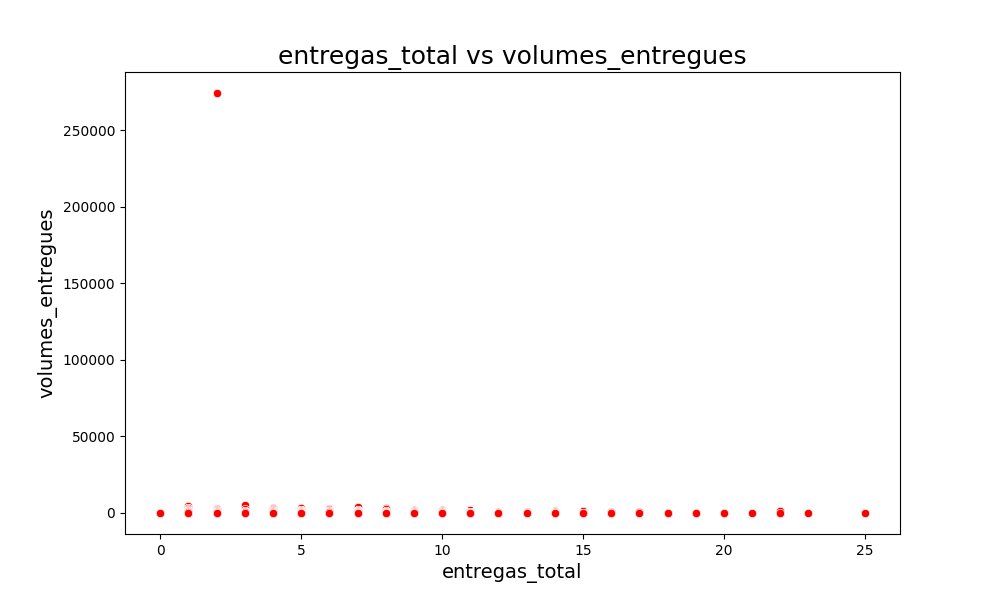 entregas_total vs volumes_entregues
volumes_entregues
250000
200000
150000
100000
50000
0
0 5 10 15 20 25
entregas_total